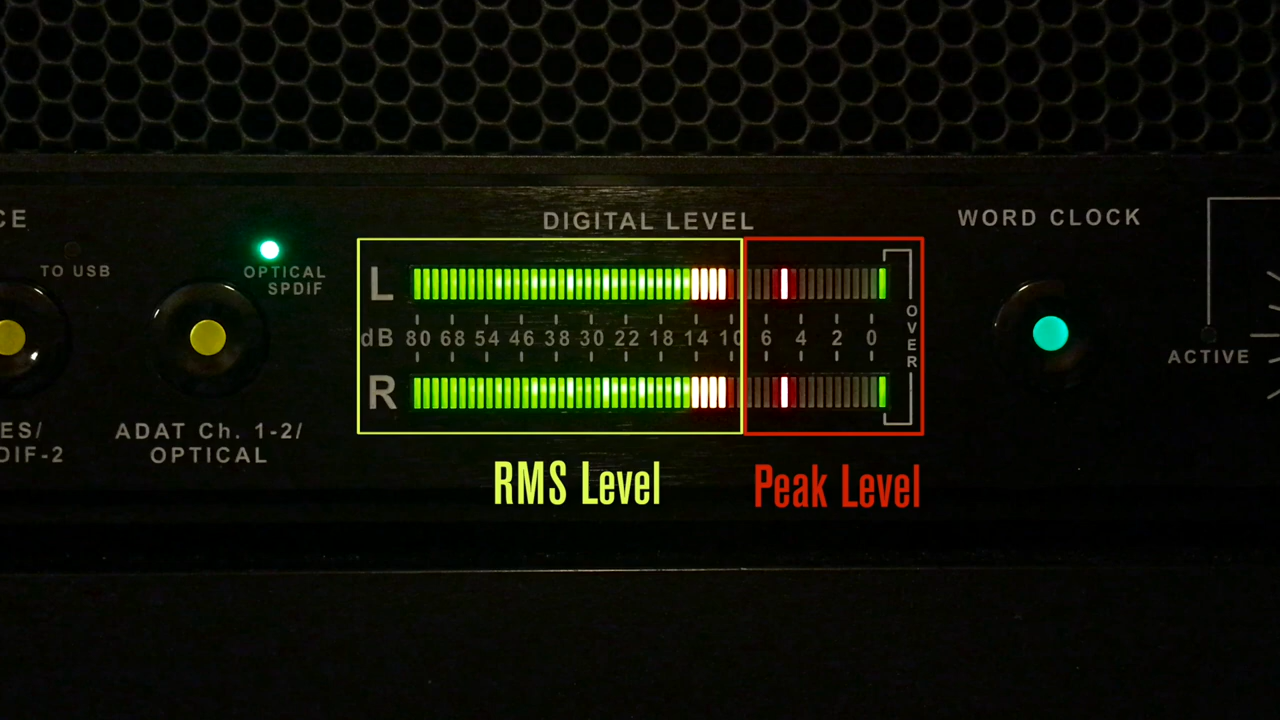 CE
TO USB
OPTICAL
SPDIF
DIGITAL LEVEL
WORD CLOCK
L
dB 80 68 54 46 38 30 22 18 14 10 6 4 2 0
R
OVER
ACTIVE
ES/
DIF-2
ADAT Ch. 1-2/
OPTICAL
RMS Level
Peak Level